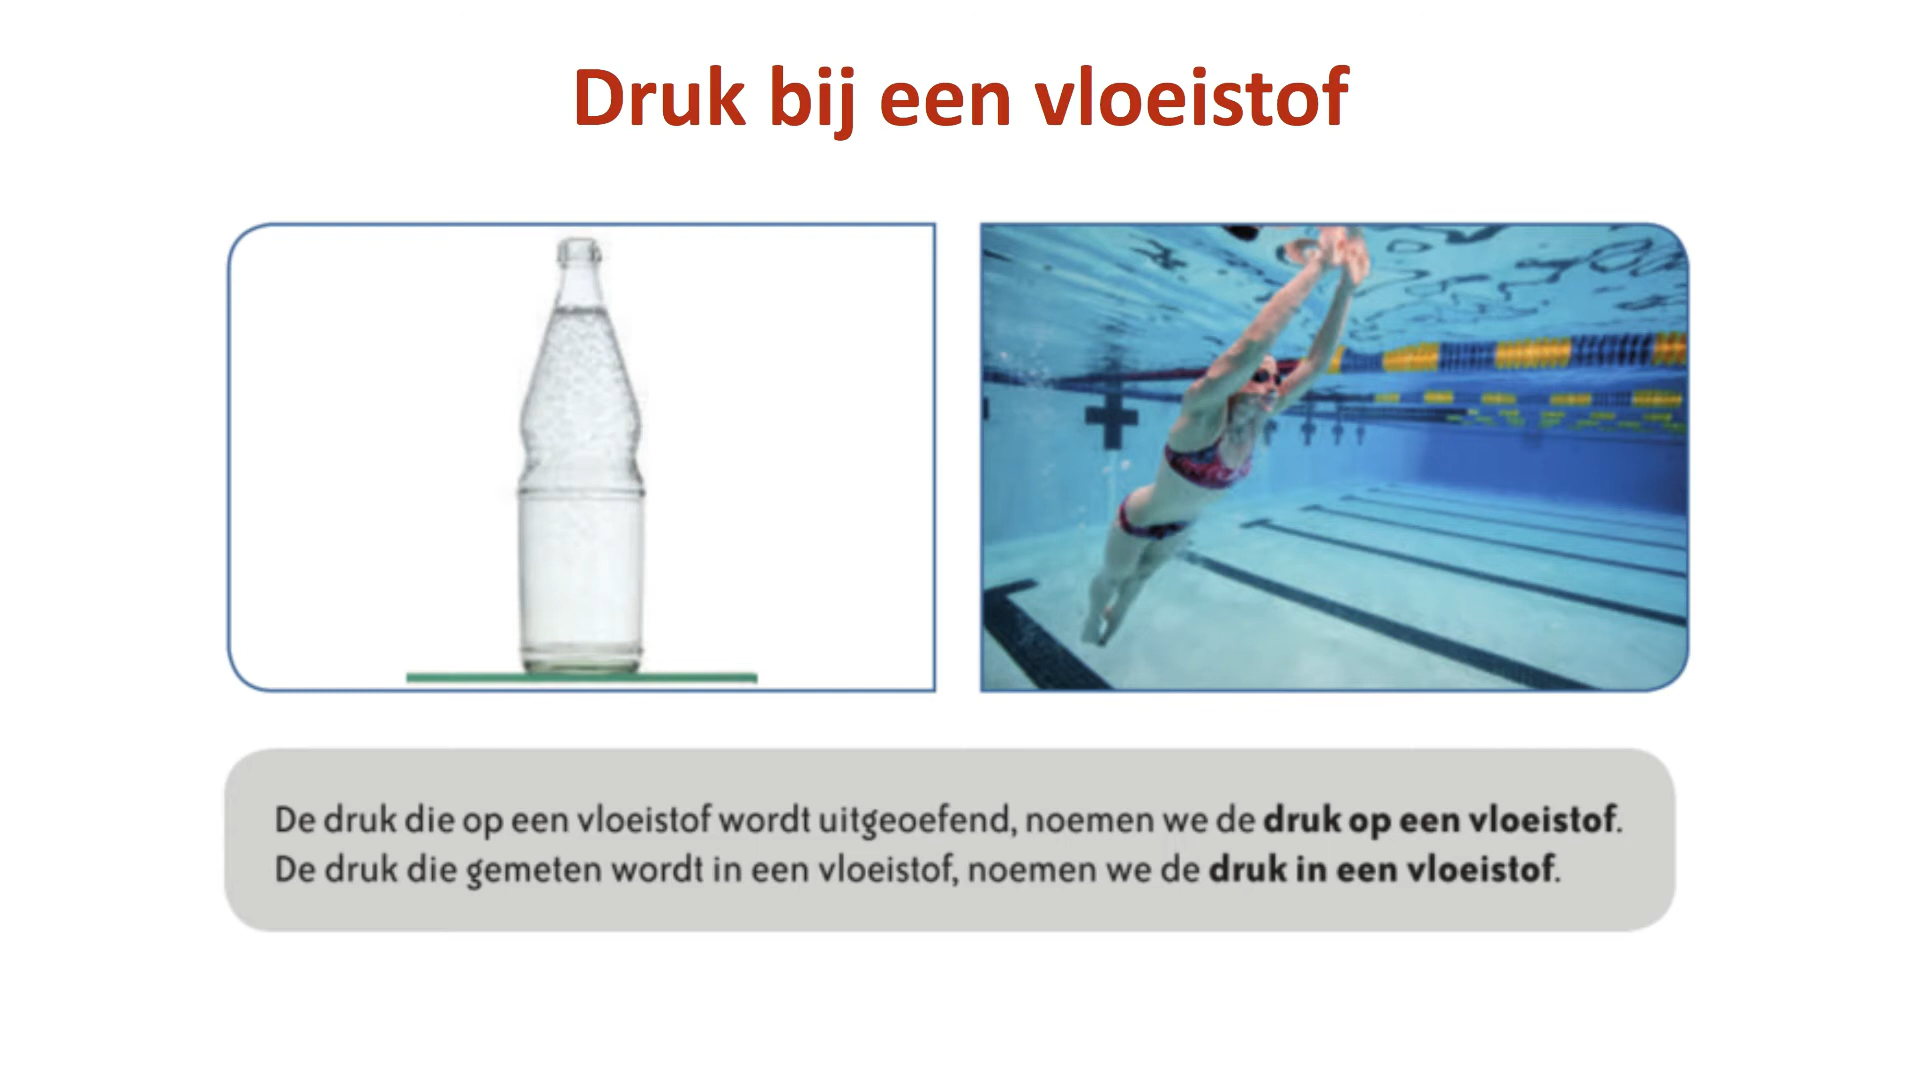 Druk bij een vloeistof
De druk die op een vloeistof wordt uitgeoefend, noemen we de druk op een vloeistof.
De druk die gemeten wordt in een vloeistof, noemen we de druk in een vloeistof.